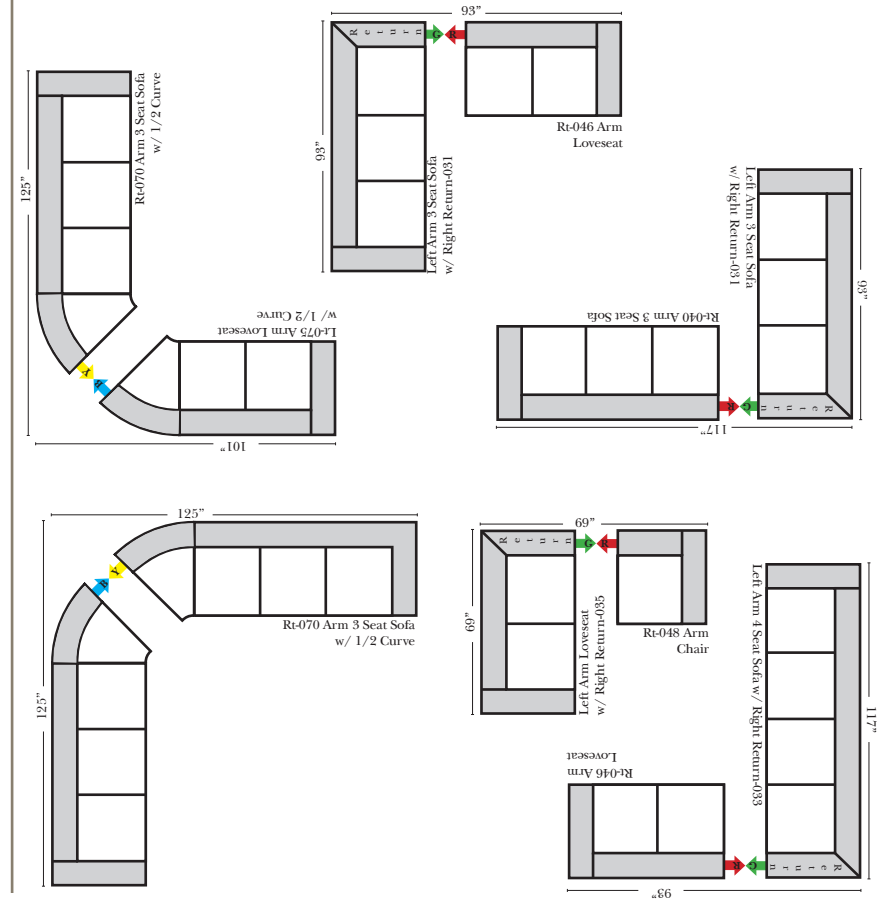 93”
Return
G
R
93”
Left Arm 3 Seat Sofa
w/ Right Return-031
Rt-046 Arm
Loveseat
125”
Rt-070 Arm 3 Seat Sofa
w/ 1/2 Curve
Y
B
Lt-075 Arm Loveseat
w/ 1/2 Curve
101”
Left Arm 3 Seat Sofa
w/ Right Return-031
93”
Rt-040 Arm 3 Seat Sofa
R
G
Return
117”
125”
B
Y
Rt-070 Arm 3 Seat Sofa
w/ 1/2 Curve
125”
69”
Return
G
R
69”
Left Arm Loveseat
w/ Right Return-035
Rt-048 Arm
Chair
Left Arm 4 Seat Sofa w/ Right Return-033
117”
Rt-046 Arm
Loveseat
R
G
Return
93”